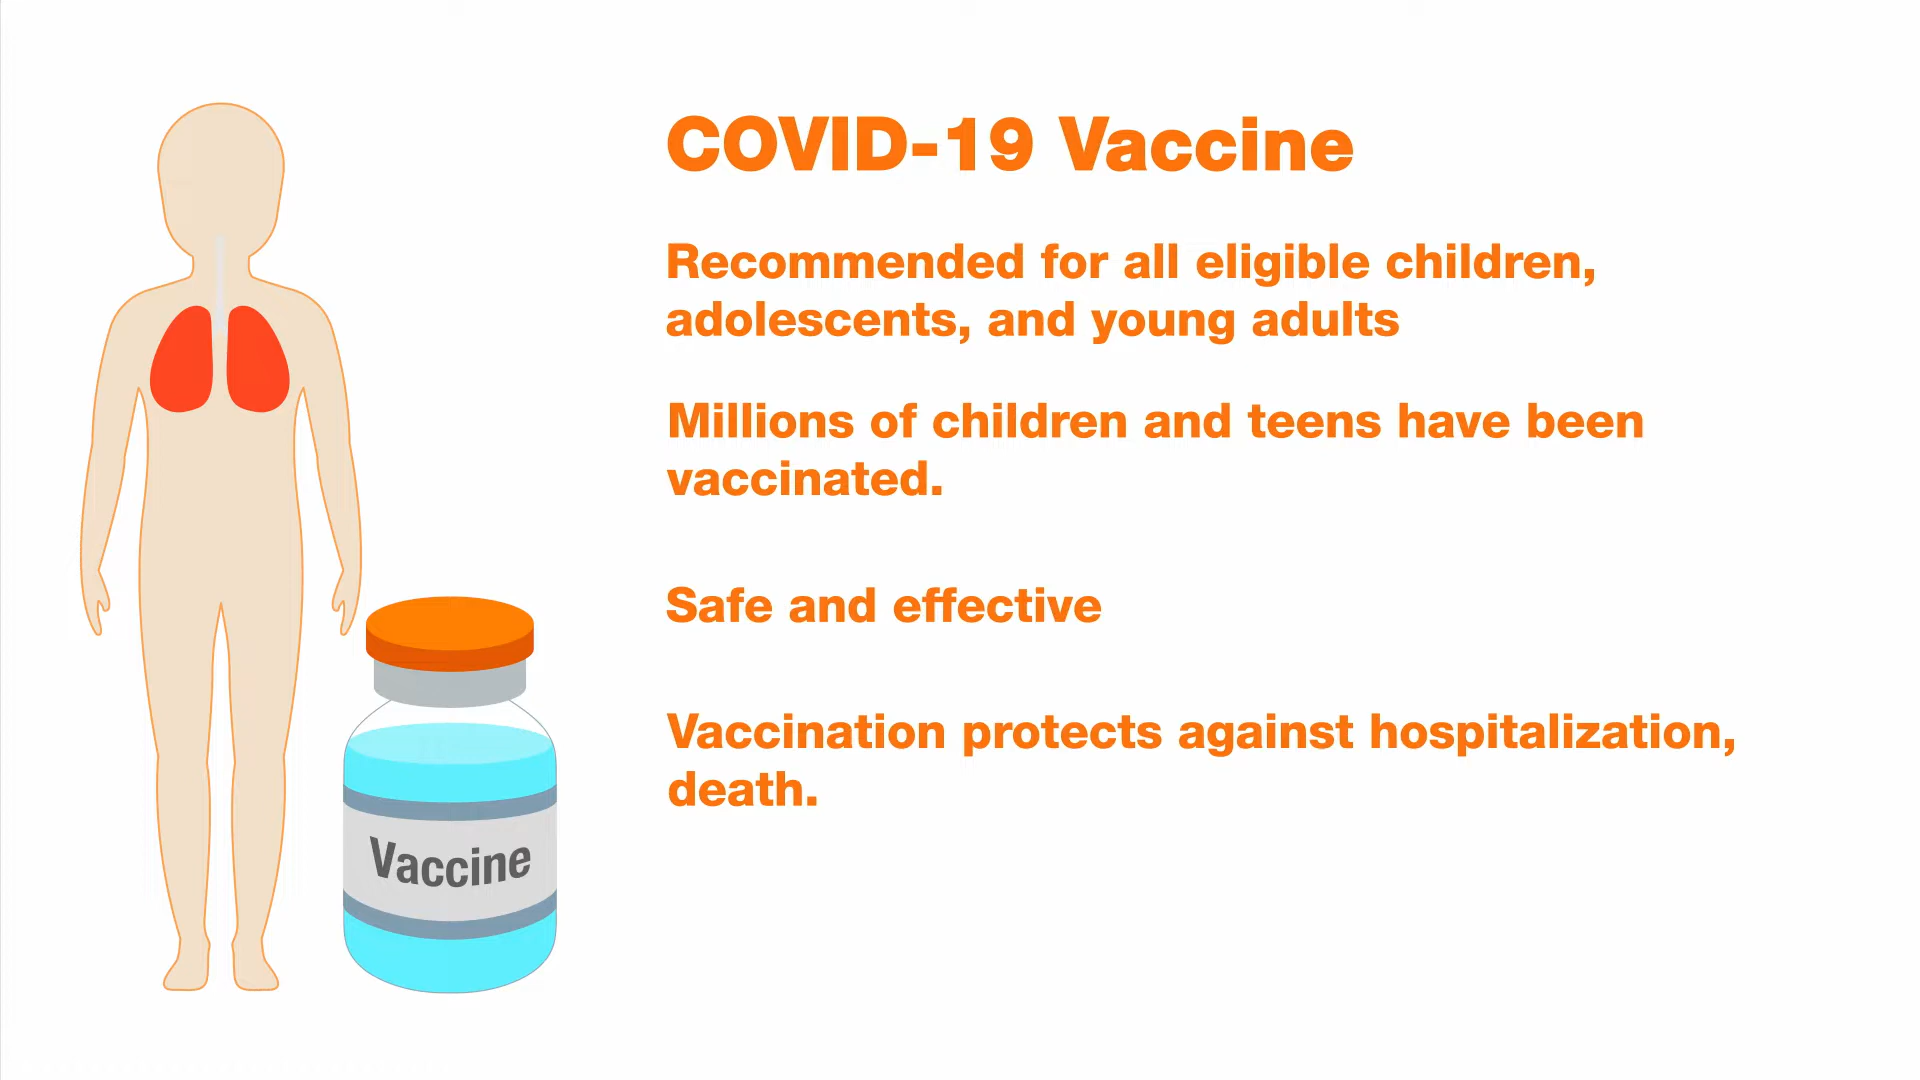 COVID-19 Vaccine
Recommended for all eligible children,
adolescents, and young adults
Millions of children and teens have been
vaccinated.
Safe and effective
Vaccination protects against hospitalization,
death.
Vaccine